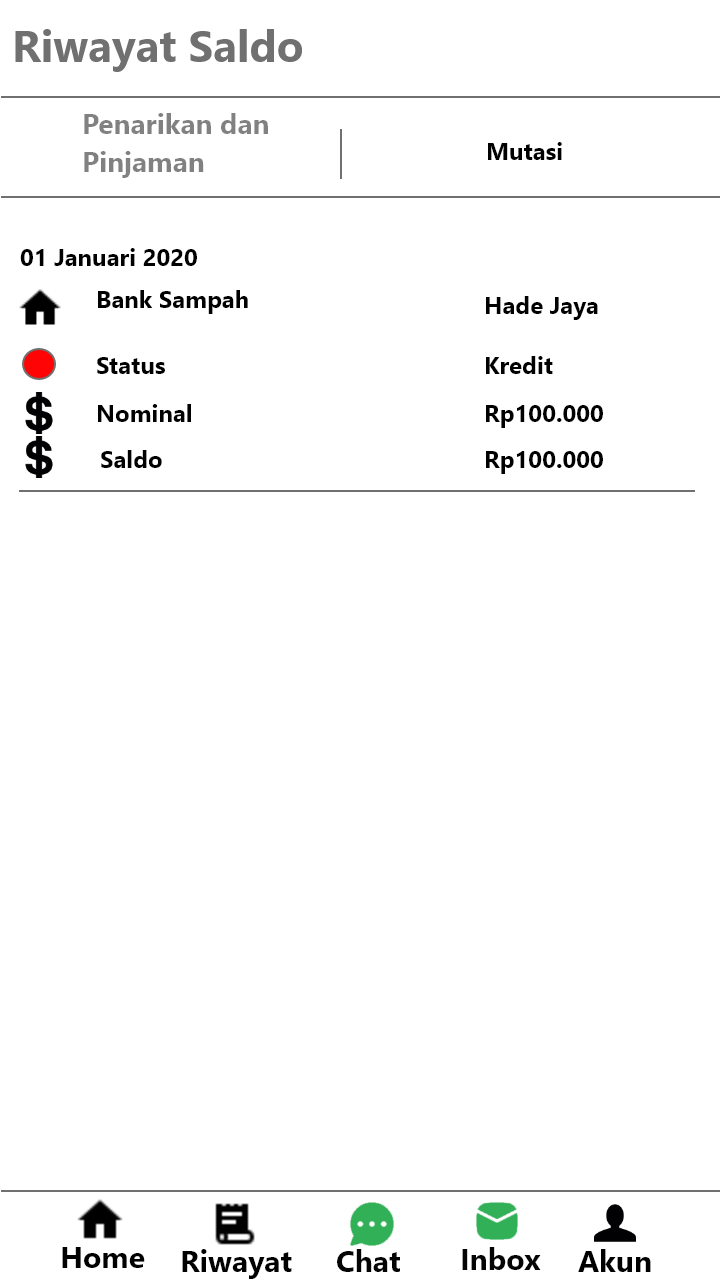 Riwayat Saldo
Penarikan dan
Pinjaman
Mutasi
01 Januari 2020
Bank Sampah Hade Jaya
Status Kredit
$ Nominal Rp100.000
$ Saldo Rp100.000
Home Riwayat Chat Inbox Akun